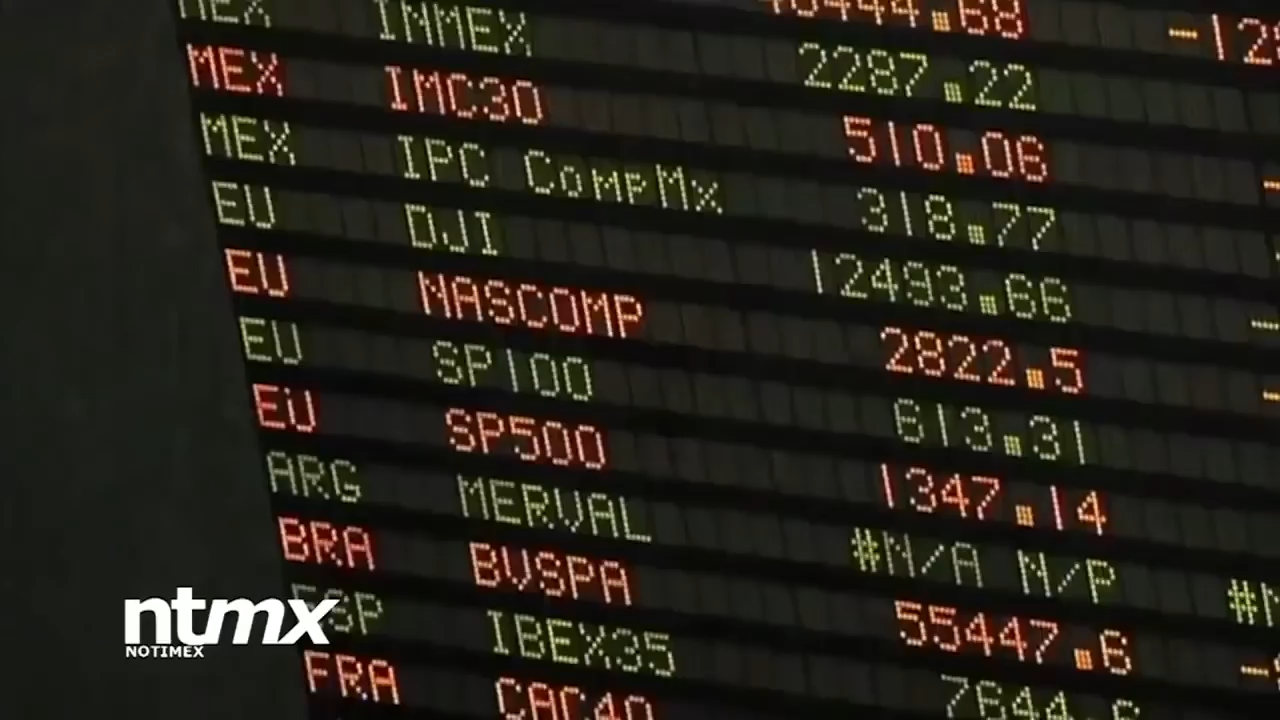 MEX INMEX 2287.22
MEX IMC30 510.06
MEX IPC CompMx 318.77
EU DJI 12493.66
EU NASCOMP 2822.5
EU SP100 613.31
EU SP500 1347.14
ARG MERVAL #N/A N/P
BRA BVSPA 55447.6
ESP IBEX35
FRA CAC40
ntmx
NOTIMEX